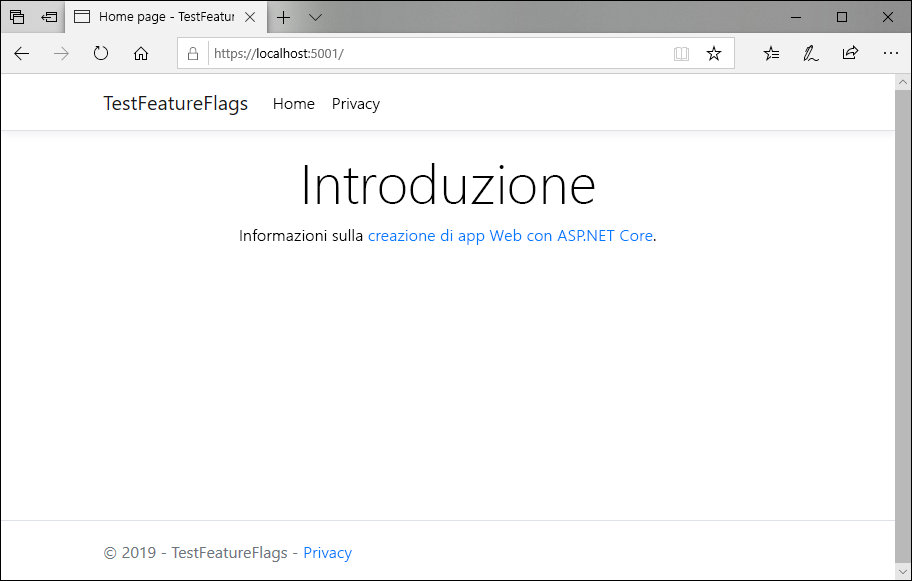 Home page - TestFeatur
https://localhost:5001/
TestFeatureFlags Home Privacy
Introduzione
Informazioni sulla creazione di app Web con ASP.NET Core.
© 2019 - TestFeatureFlags - Privacy